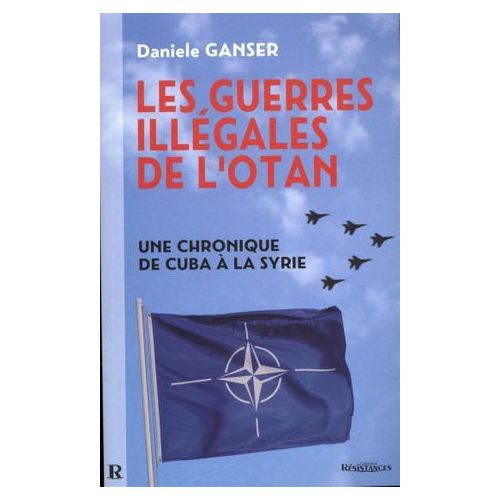 Daniele GANSER
LES GUERRES
ILLÉGALES
DE L'OTAN
UNE CHRONIQUE
DE CUBA À LA SYRIE
R
RÉSISTANCES